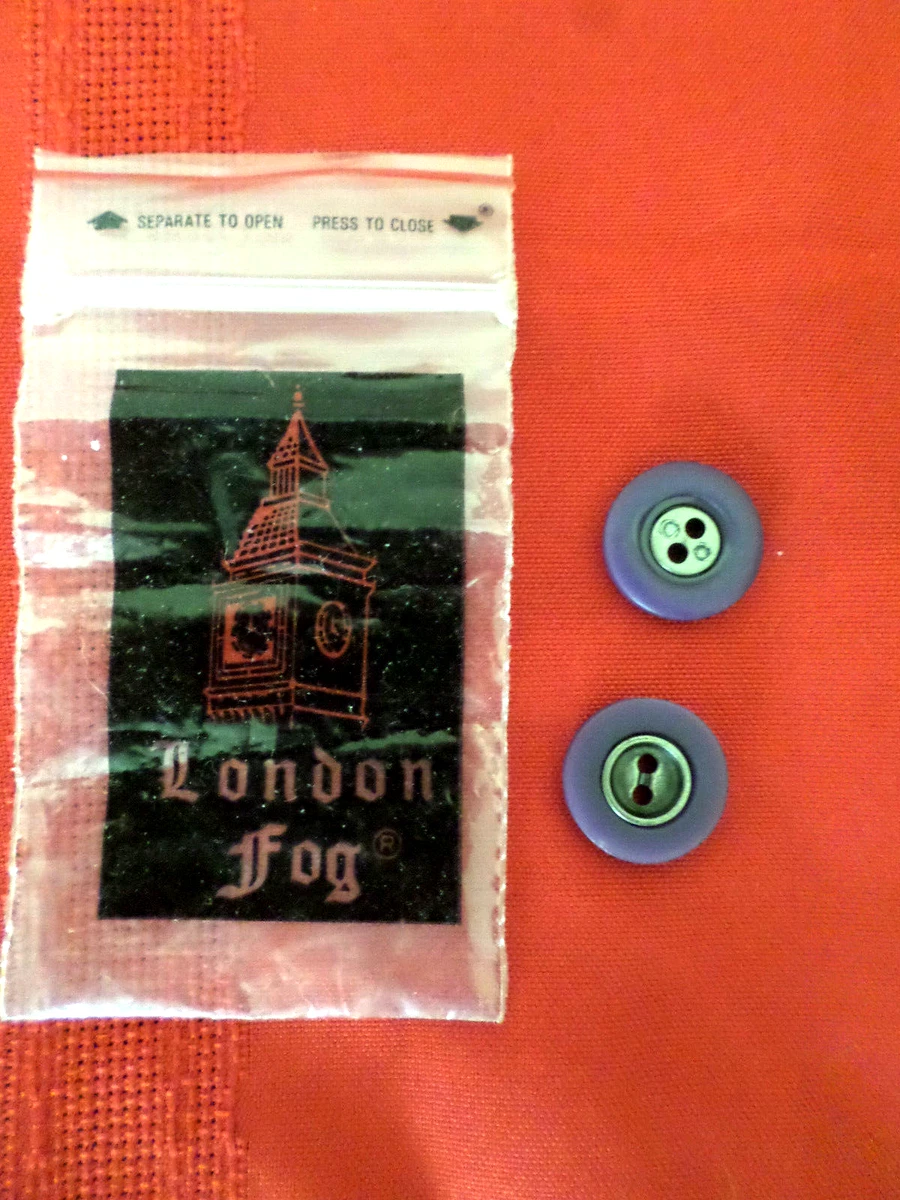 SEPARATE TO OPEN PRESS TO CLOSE ®
London
Fog®